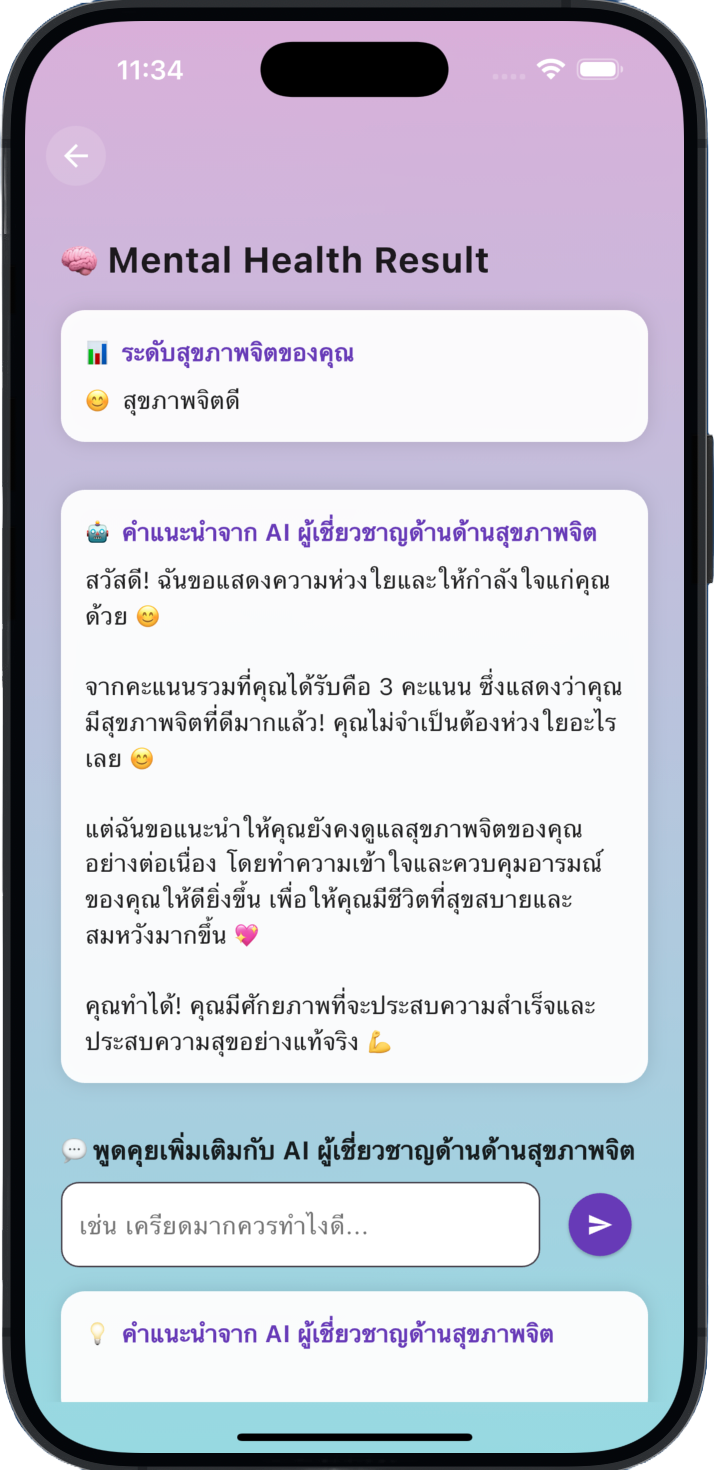 11:34
🧠 Mental Health Result
📊 ระดับสุขภาพจิตของคุณ
😊 สุขภาพจิตดี
🤖 คำแนะนำจาก AI ผู้เชี่ยวชาญด้านด้านสุขภาพจิต
สวัสดี! ฉันขอแสดงความห่วงใยและให้กำลังใจแก่คุณ
ด้วย 😊
จากคะแนนรวมที่คุณได้รับคือ 3 คะแนน ซึ่งแสดงว่าคุณ
มีสุขภาพจิตที่ดีมากแล้ว! คุณไม่จำเป็นต้องห่วงใยอะไร
เลย 😊
แต่ฉันขอแนะนำให้คุณยังคงดูแลสุขภาพจิตของคุณ
อย่างต่อเนื่อง โดยทำความเข้าใจและควบคุมอารมณ์
ของคุณให้ดียิ่งขึ้น เพื่อให้คุณมีชีวิตที่สุขสบายและ
สมหวังมากขึ้น 💖
คุณทำได้! คุณมีศักยภาพที่จะประสบความสำเร็จและ
ประสบความสุขอย่างแท้จริง 💪
💬 พูดคุยเพิ่มเติมกับ AI ผู้เชี่ยวชาญด้านด้านสุขภาพจิต
เช่น เครียดมากควรทำไงดี...
💡 คำแนะนำจาก AI ผู้เชี่ยวชาญด้านสุขภาพจิต